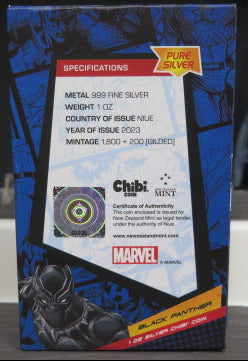 PURE
SILVER
SPECIFICATIONS
METAL 999 FINE SILVER
WEIGHT 1 OZ
COUNTRY OF ISSUE NIUE
YEAR OF ISSUE 2023
MINTAGE 1,800 + 200 [GILDED]
Chibi
COIN
NEW ZEALAND
MINT
Certificate of Authenticity
The coin enclosed is issued by
New Zealand Mint as legal tender
under the authority of Niue.
www.newzealandmint.com
MARVEL
© MARVEL
BLACK PANTHER
1 OZ SILVER CHIBI COIN